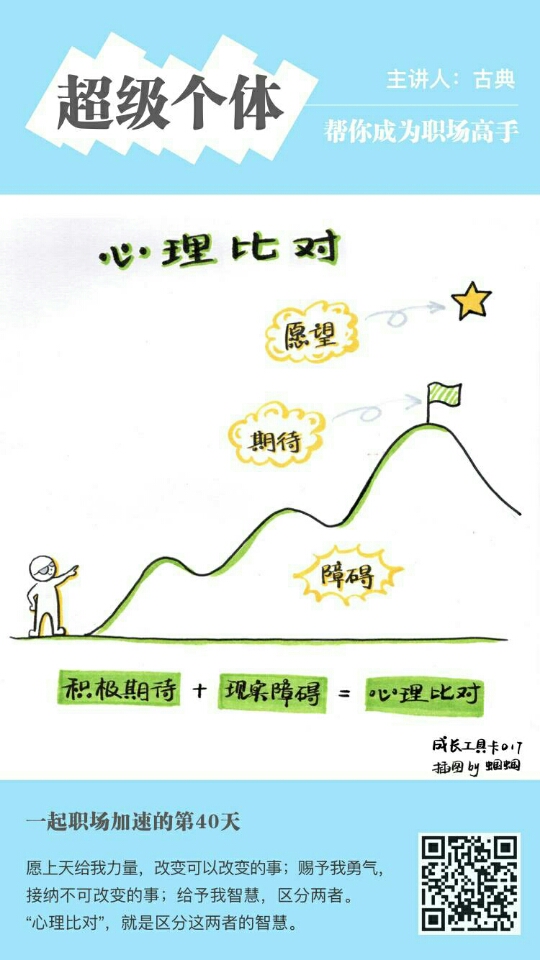 超级个体
主讲人：古典
帮你成为职场高手
心理比对
愿望
期待
障碍
积极期待 + 现实障碍 = 心理比对
成长工具卡017
插图by 蝈蝈
一起职场加速的第40天
愿上天给我力量，改变可以改变的事；赐予我勇气，
接纳不可改变的事；给予我智慧，区分两者。
“心理比对”，就是区分这两者的智慧。